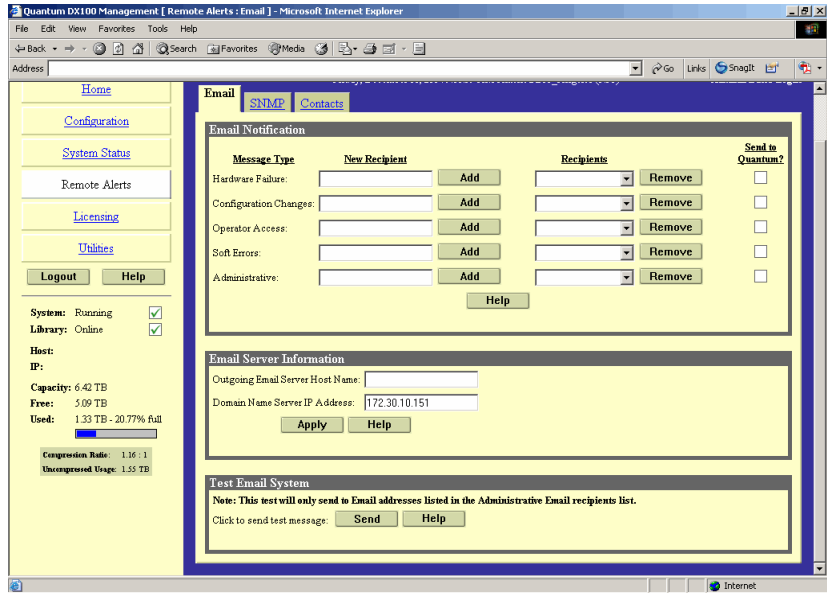 Quantum DX100 Management [ Remote Alerts : Email ] - Microsoft Internet Explorer
File Edit View Favorites Tools Help
Back Search Favorites Media
Address Go Links SnagIt
Home
Configuration
System Status
Remote Alerts
Licensing
Utilities
Logout Help
System: Running
Library: Online
Host:
IP:
Capacity: 6.42 TB
Free: 5.09 TB
Used: 1.33 TB - 20.77% full
Compression Ratio: 1.16 : 1
Uncompressed Usage: 1.55 TB
Email SNMP Contacts
Email Notification
Message Type New Recipient Recipients Send to Quantum?
Hardware Failure: Add Remove
Configuration Changes: Add Remove
Operator Access: Add Remove
Soft Errors: Add Remove
Administrative: Add Remove
Help
Email Server Information
Outgoing Email Server Host Name:
Domain Name Server IP Address: 172.30.10.151
Apply Help
Test Email System
Note: This test will only send to Email addresses listed in the Administrative Email recipients list.
Click to send test message: Send Help
Internet